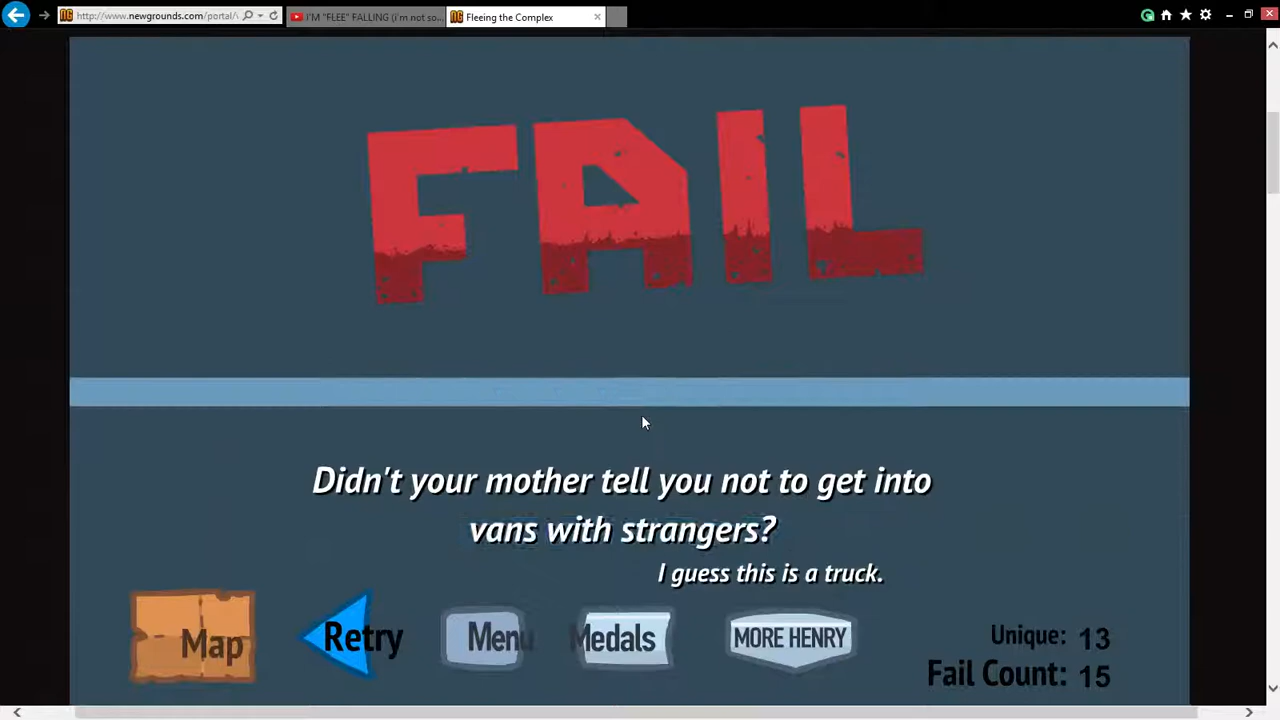 http://www.newgrounds.com/portal/
I'M "FLEE" FALLING (i'm not so...
Fleeing the Complex
FAIL
Didn't your mother tell you not to get into
vans with strangers?
I guess this is a truck.
Map
Retry
Menu
Medals
MORE HENRY
Unique: 13
Fail Count: 15